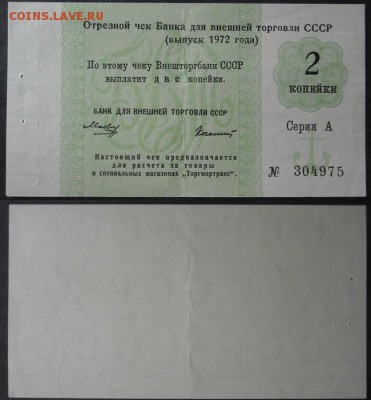 COINS.LAVE.RU
Отрезной чек Банка для внешней торговли СССР
(выпуск 1972 года)
По этому чеку Внешторгбанк СССР
выплатит две копейки.
2
КОПЕЙКИ
БАНК ДЛЯ ВНЕШНЕЙ ТОРГОВЛИ СССР
Серия А
Настоящий чек предназначается
для расчета за товары
в специальных магазинах „Торгмортранс".
№ 304975